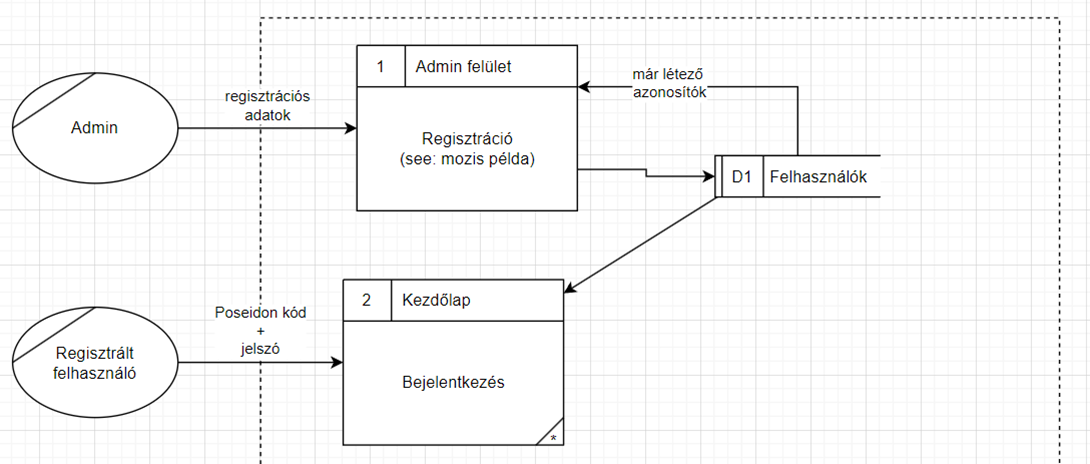 Admin
regisztrációs
adatok
1
Admin felület
Regisztráció
(see: mozis példa)
már létező
azonosítók
D1
Felhasználók
Regisztrált
felhasználó
Poseidon kód
+
jelszó
2
Kezdőlap
Bejelentkezés
*